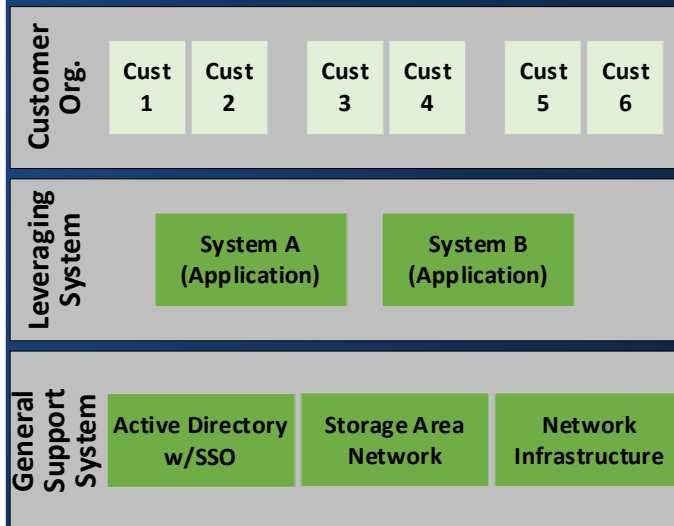 Customer
Org.
Cust
1
Cust
2
Cust
3
Cust
4
Cust
5
Cust
6
Leveraging
System
System A
(Application)
System B
(Application)
General
Support
System
Active Directory
w/SSO
Storage Area
Network
Network
Infrastructure